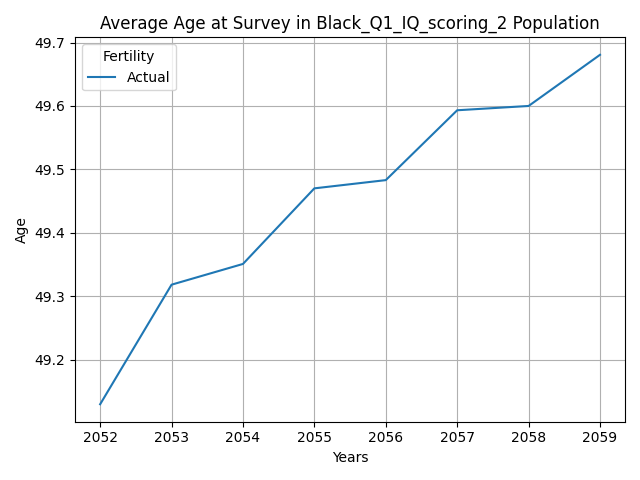 Average Age at Survey in Black_Q1_IQ_scoring_2 Population
49.7
49.6
49.5
49.4
49.3
49.2
Age
Fertility
Actual
2052 2053 2054 2055 2056 2057 2058 2059
Years